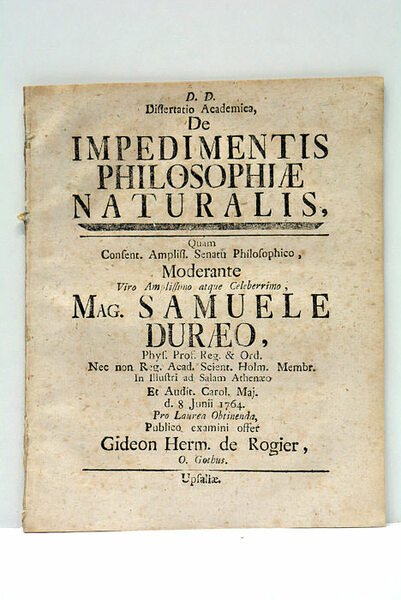 D. D.
Dissertatio Academica,
De
IMPEDIMENTIS
PHILOSOPHIÆ
NATURALIS,
Quam
Consent. Ampliss. Senatu Philosophico,
Moderante
Viro Amplissimo atque Celeberrimo,
MAG. SAMUELE
DURÆO,
Phys. Prof. Reg. & Ord.
Nec non Reg. Acad. Scient. Holm. Membr.
In Illustri ad Salam Athenæo
Et Audit. Carol. Maj.
d. 8 Junii 1764.
Pro Laurea Obtinenda,
Publico examini offert
Gideon Herm. de Rogier,
O. Gothus.
Upsaliæ.